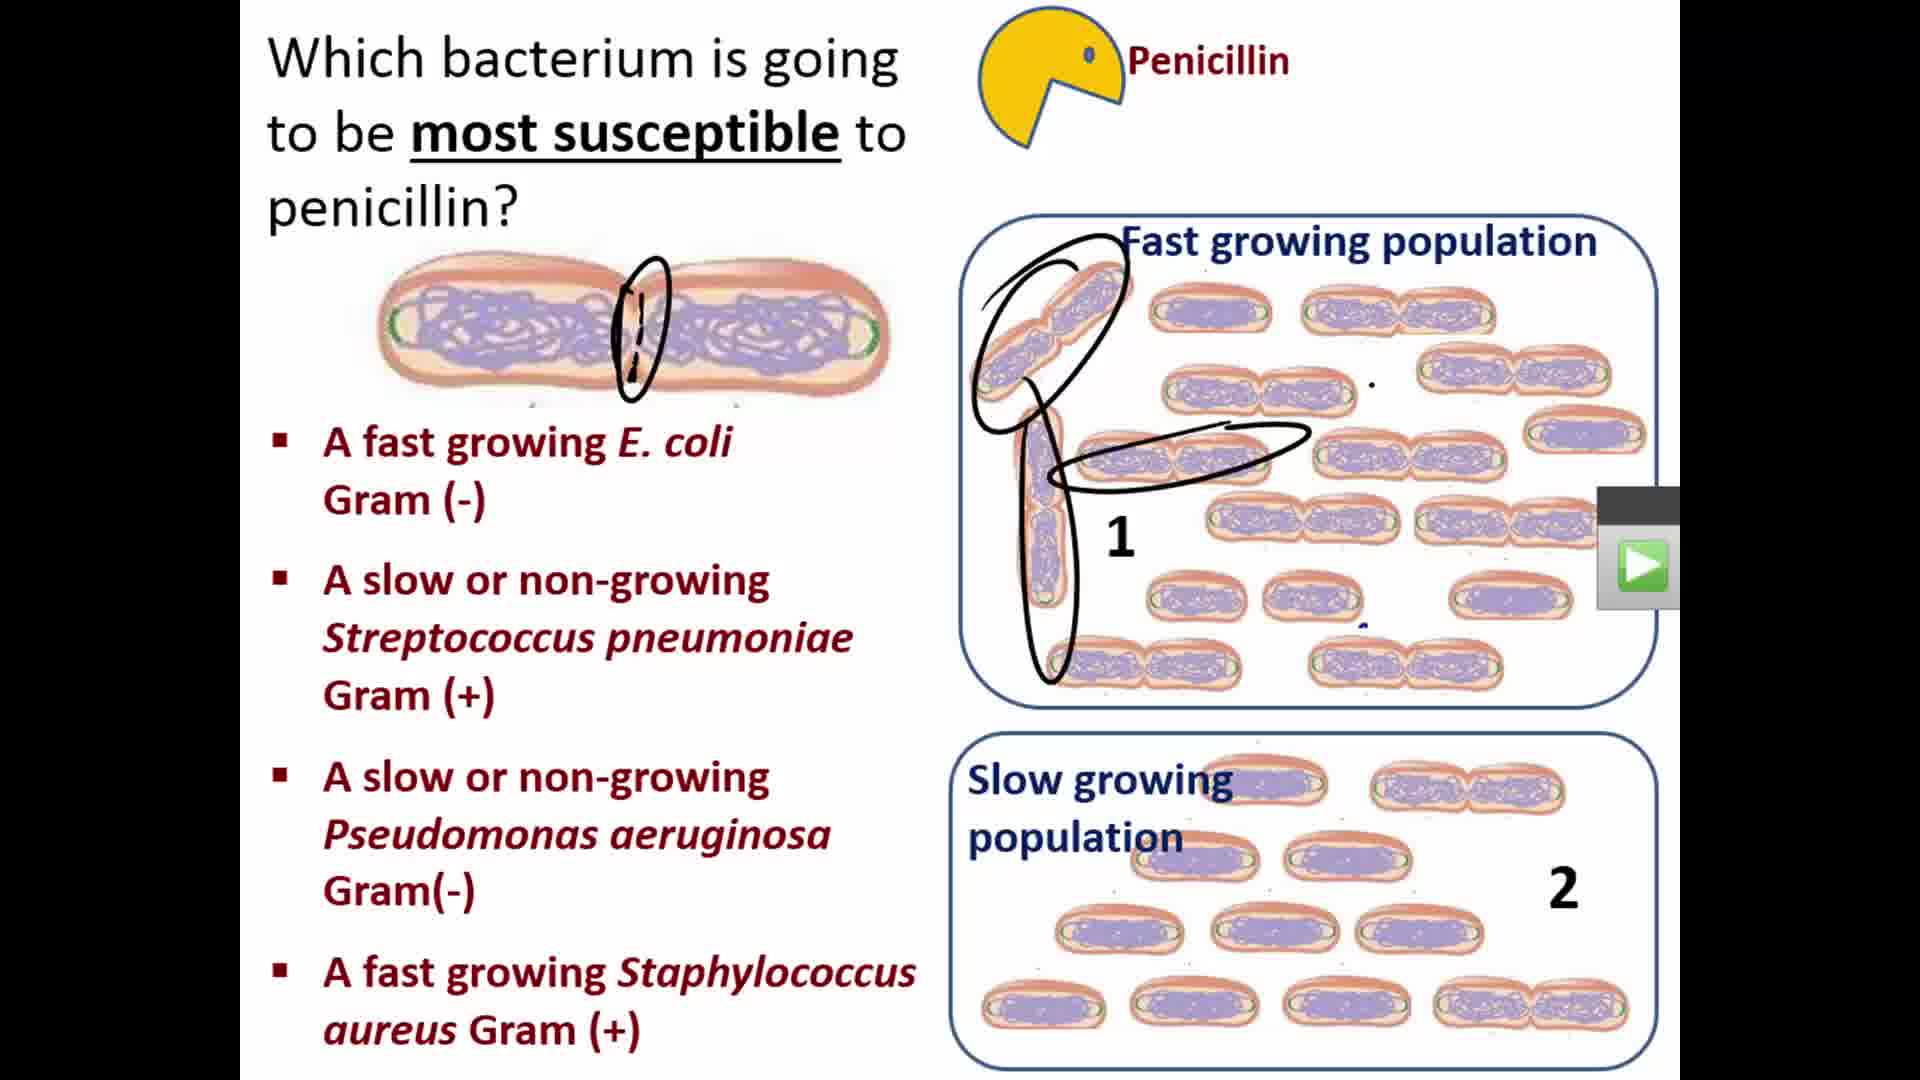 Which bacterium is going
to be most susceptible to
penicillin?
Penicillin
▪ A fast growing E. coli
Gram (-)
▪ A slow or non-growing
Streptococcus pneumoniae
Gram (+)
▪ A slow or non-growing
Pseudomonas aeruginosa
Gram(-)
▪ A fast growing Staphylococcus
aureus Gram (+)
Fast growing population
1
Slow growing
population
2